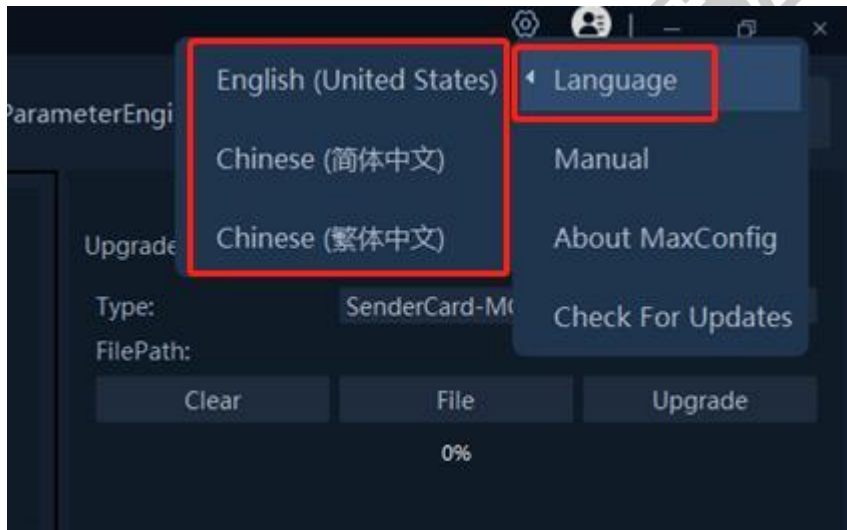 English (United States)
Language
ParameterEngi
Chinese (简体中文)
Manual
Chinese (繁体中文)
About MaxConfig
Upgrade
Type:
SenderCard-M
Check For Updates
FilePath:
Clear
File
Upgrade
0%